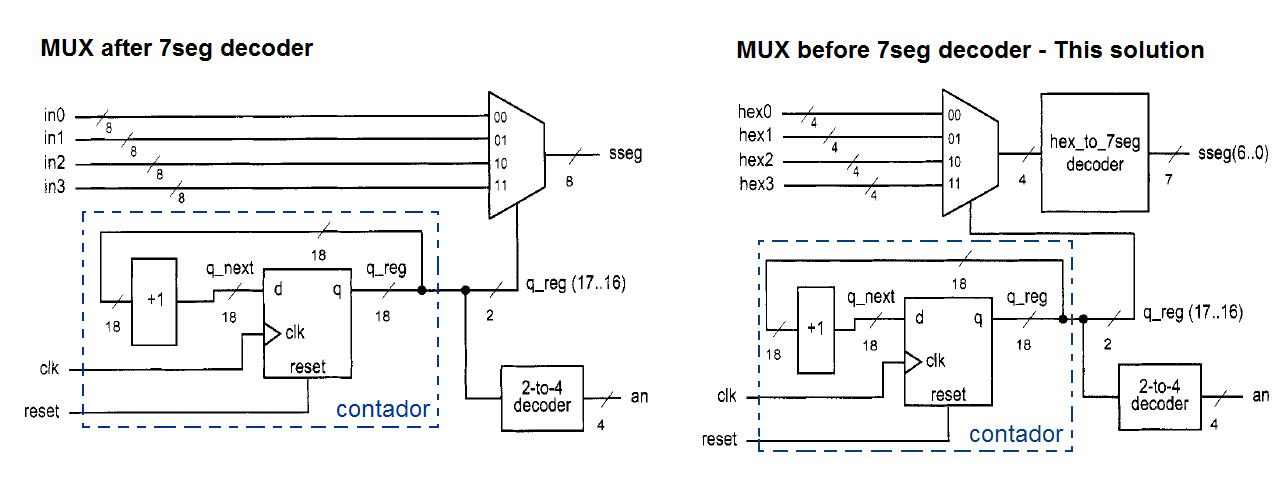 MUX after 7seg decoder
in0
in1
in2
in3
8
8
8
8
00
01
10
11
8
sseg
18
q_next
q_reg
+1
d
q
18
18
18
clk
reset
q_reg (17..16)
2
clk
reset
contador
2-to-4
decoder
an
4
MUX before 7seg decoder - This solution
hex0
hex1
hex2
hex3
4
4
4
4
00
01
10
11
4
hex_to_7seg
decoder
sseg(6..0)
7
18
q_next
q_reg
+1
d
q
18
18
18
clk
reset
q_reg (17..16)
2
clk
reset
contador
2-to-4
decoder
an
4